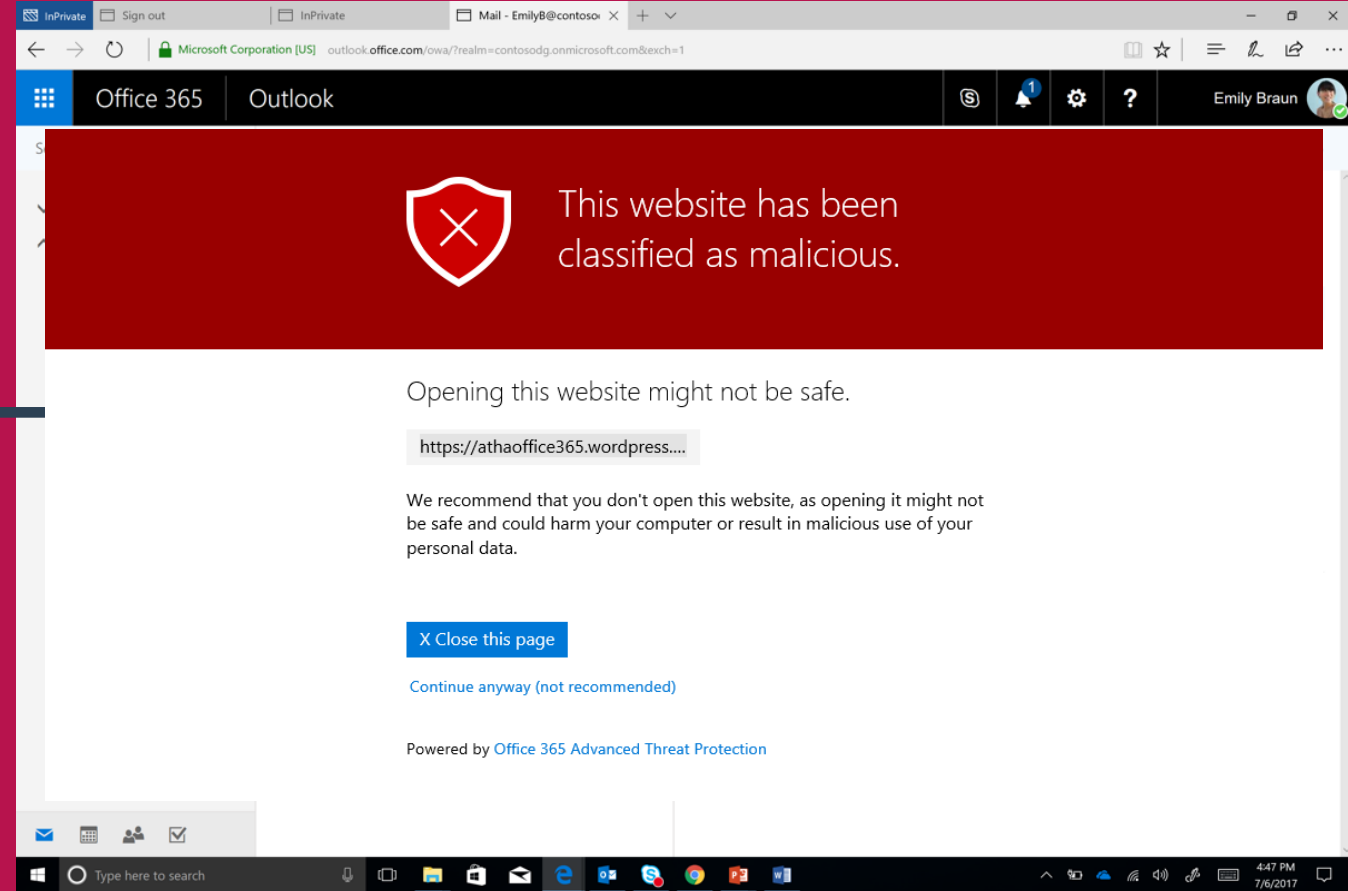 InPrivate
Sign out
InPrivate
Mail - EmilyB@contoso
Microsoft Corporation [US] outlook.office.com/owa/?realm=contosodg.onmicrosoft.com&exch=1
Office 365
Outlook
1
?
Emily Braun
This website has been
classified as malicious.
Opening this website might not be safe.
https://athaoffice365.wordpress....
We recommend that you don't open this website, as opening it might not
be safe and could harm your computer or result in malicious use of your
personal data.
X Close this page
Continue anyway (not recommended)
Powered by Office 365 Advanced Threat Protection
Type here to search
4:47 PM
7/6/2017